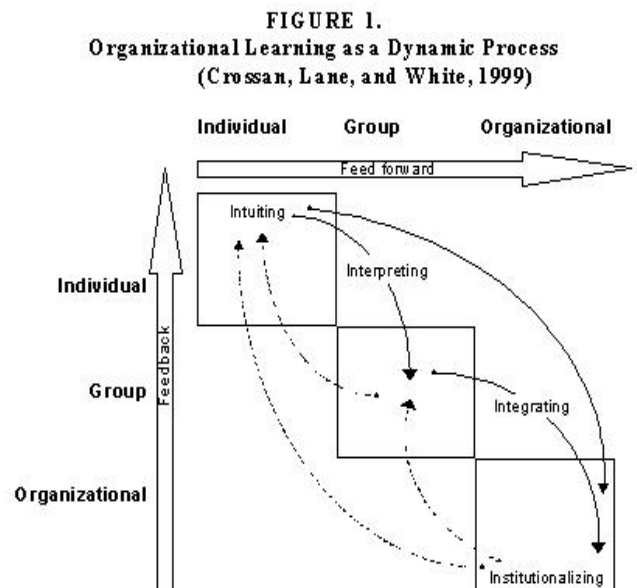 FIGURE 1.
Organizational Learning as a Dynamic Process
(Crossan, Lane, and White, 1999)
Individual Group Organizational
Feed forward
Intuiting
Interpreting
Individual
Feedback
Group
Integrating
Organizational
Institutionalizing